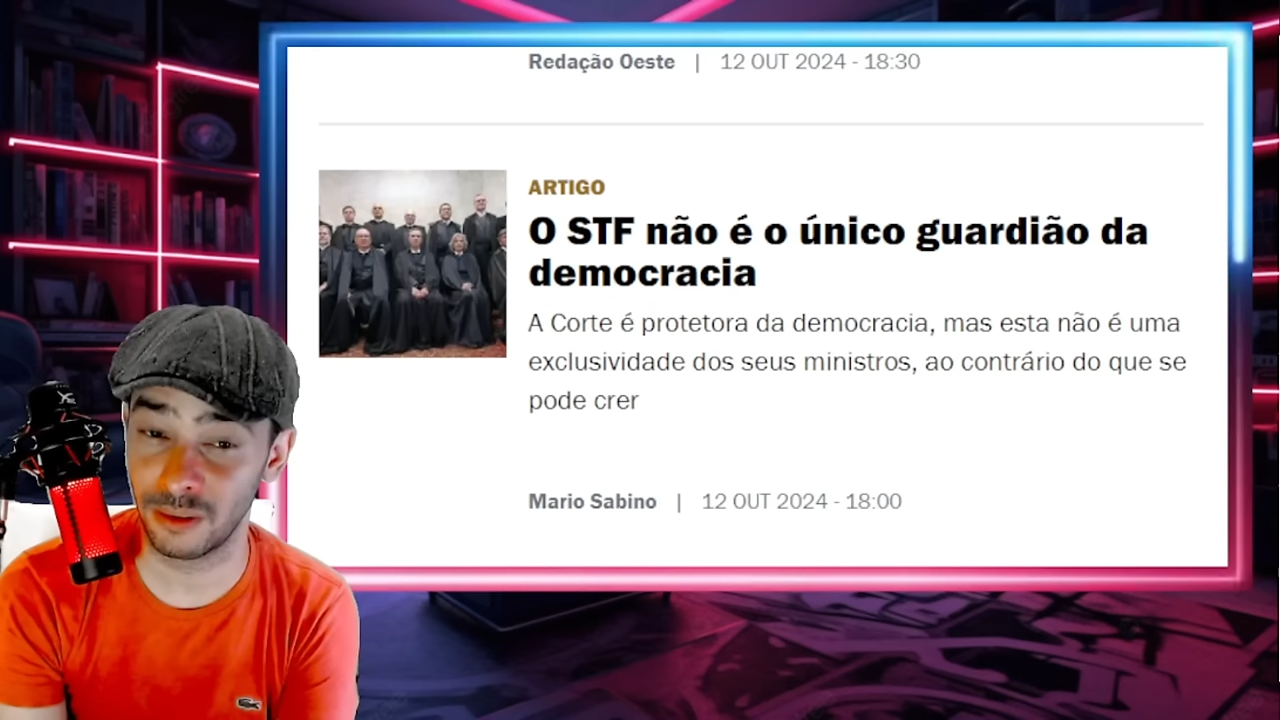 Redação Oeste | 12 OUT 2024 - 18:30
ARTIGO
O STF não é o único guardião da
democracia
A Corte é protetora da democracia, mas esta não é uma
exclusividade dos seus ministros, ao contrário do que se
pode crer
Mario Sabino | 12 OUT 2024 - 18:00